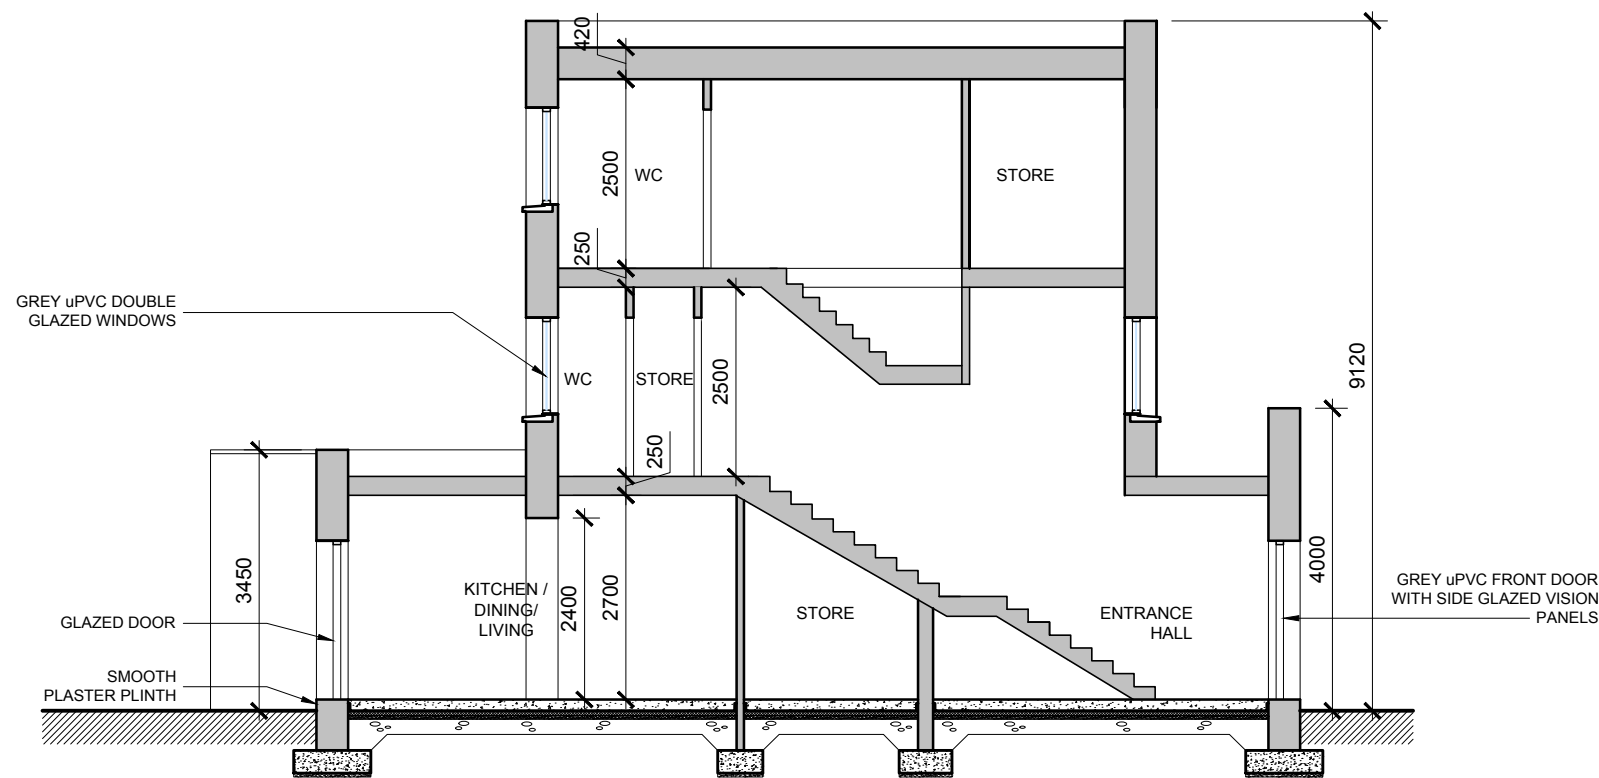 420
9120
2500
WC
STORE
250
GREY uPVC DOUBLE
GLAZED WINDOWS
WC
STORE
2500
250
3450
4000
KITCHEN /
DINING/
LIVING
2400
2700
STORE
ENTRANCE
HALL
GREY uPVC FRONT DOOR
WITH SIDE GLAZED VISION
PANELS
GLAZED DOOR
SMOOTH
PLASTER PLINTH